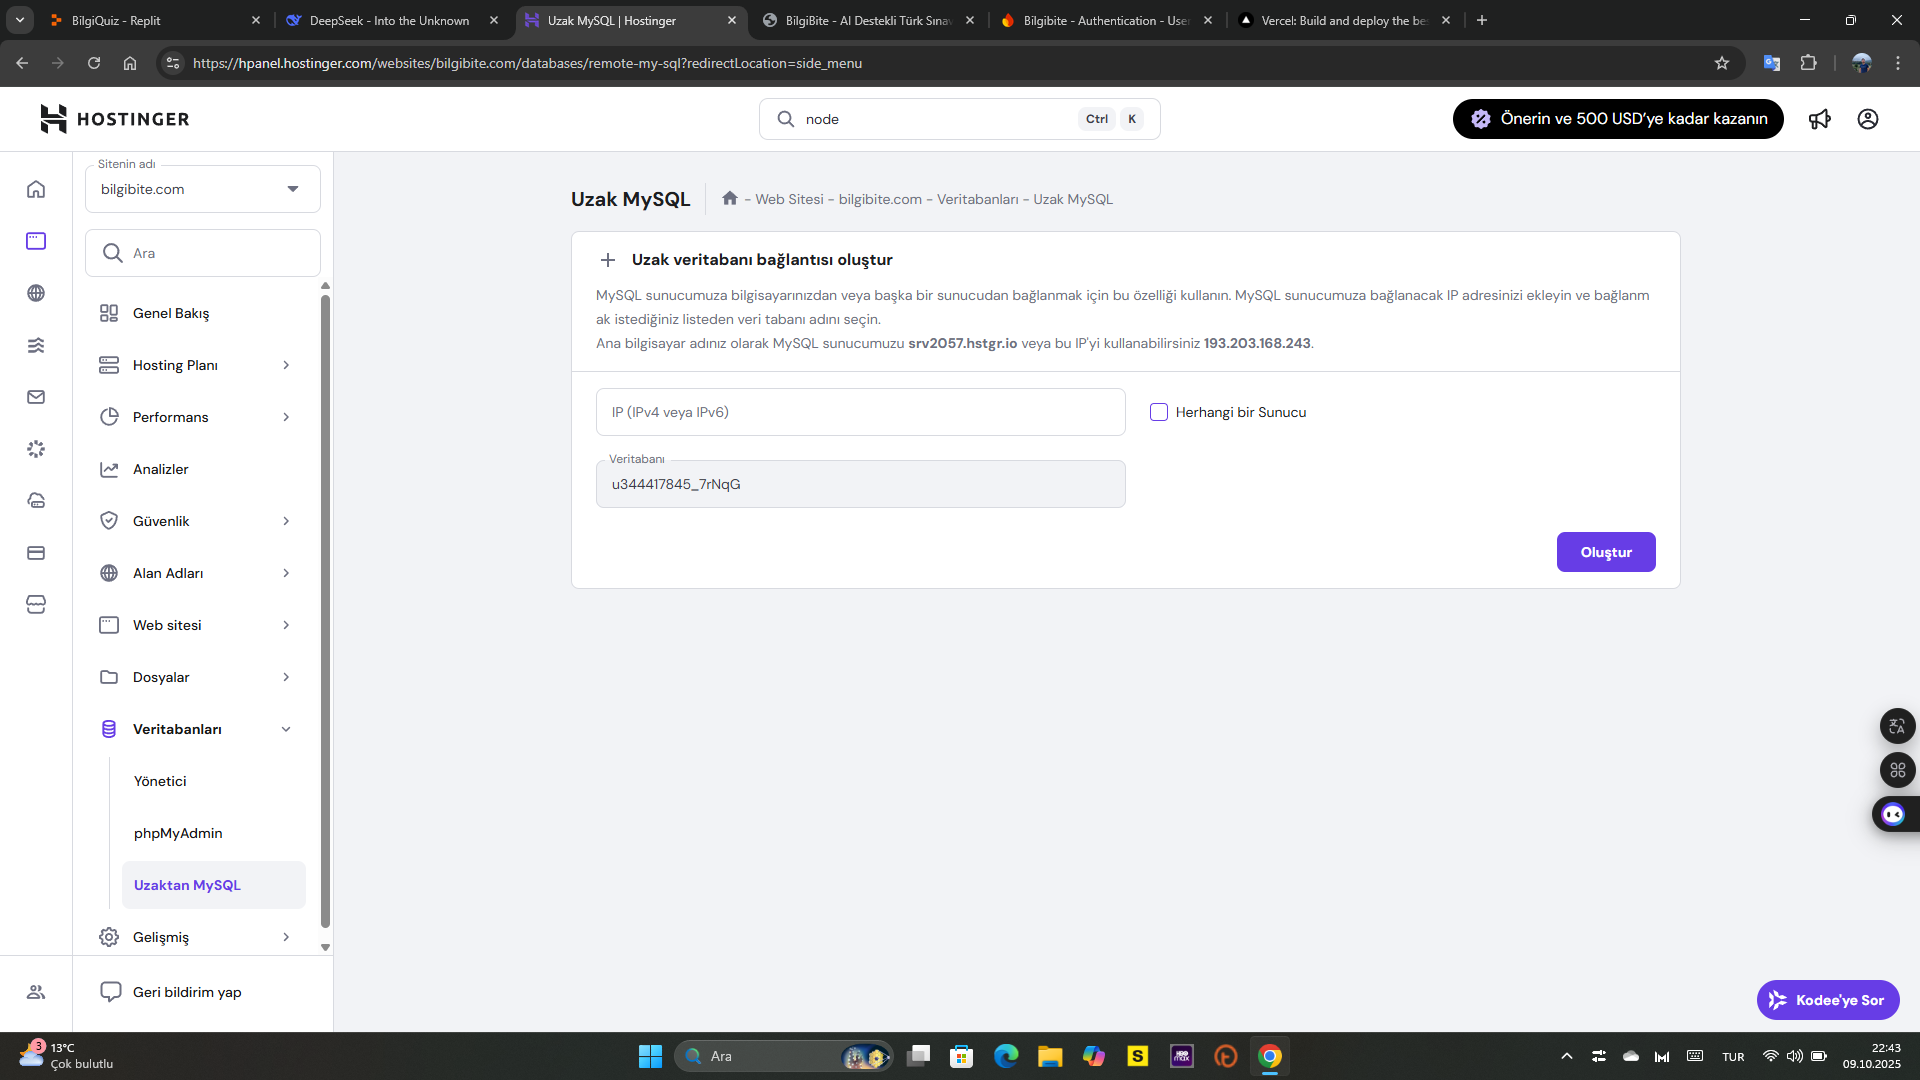 BilgiQuiz - Replit
DeepSeek - Into the Unknown
Uzak MySQL | Hostinger
BilgiBite - AI Destekli Türk Sınav
Bilgibite - Authentication - Use
Vercel: Build and deploy the be
https://hpanel.hostinger.com/websites/bilgibite.com/databases/remote-my-sql?redirectLocation=side_menu
HOSTINGER
node
Ctrl
K
Önerin ve 500 USD’ye kadar kazanın
Sitenin adı
bilgibite.com
Ara
Genel Bakış
Hosting Planı
Performans
Analizler
Güvenlik
Alan Adları
Web sitesi
Dosyalar
Veritabanları
Yönetici
phpMyAdmin
Uzaktan MySQL
Gelişmiş
Geri bildirim yap
Uzak MySQL
- Web Sitesi - bilgibite.com - Veritabanları - Uzak MySQL
Uzak veritabanı bağlantısı oluştur
MySQL sunucumuza bilgisayarınızdan veya başka bir sunucudan bağlanmak için bu özelliği kullanın. MySQL sunucumuza bağlanacak IP adresinizi ekleyin ve bağlanm
ak istediğiniz listeden veri tabanı adını seçin.
Ana bilgisayar adınız olarak MySQL sunucumuzu srv2057.hstgr.io veya bu IP'yi kullanabilirsiniz 193.203.168.243.
IP (IPv4 veya IPv6)
Herhangi bir Sunucu
Veritabanı
u344417845_7rNqG
Oluştur
Kodee'ye Sor
3
13°C
Çok bulutlu
Ara
S
HBO
max
TUR
22:43
09.10.2025